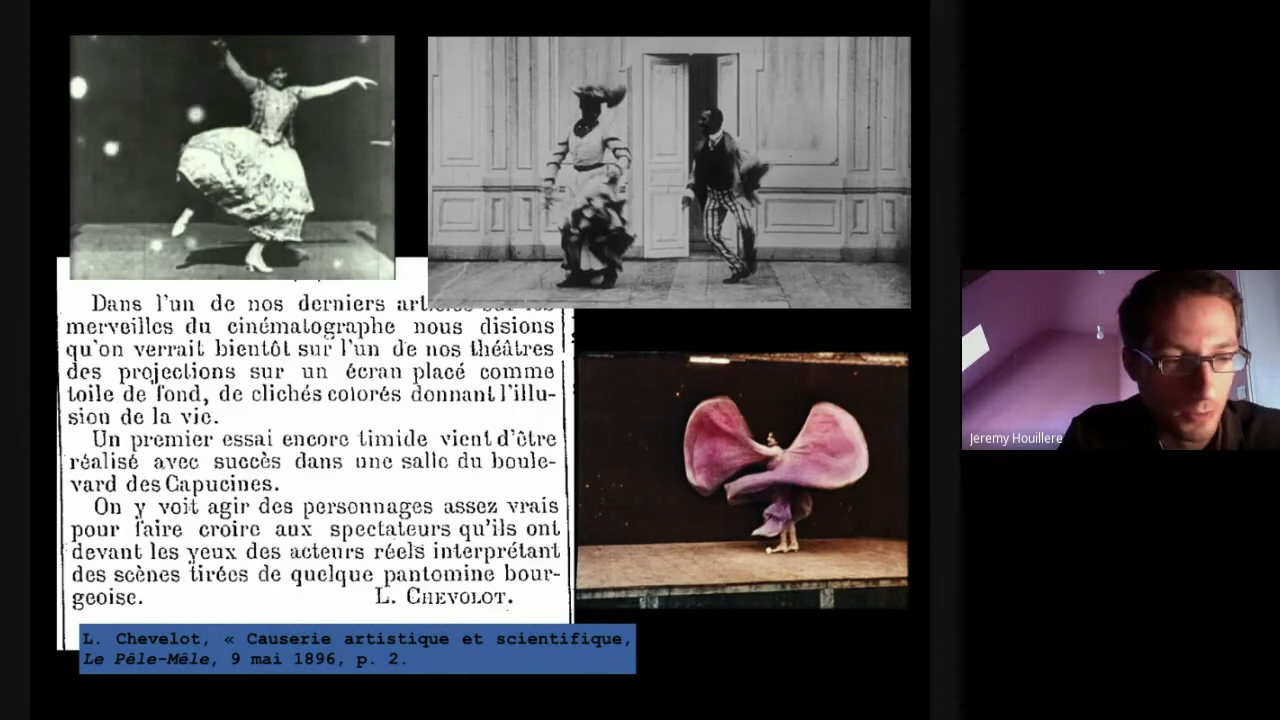 Dans l'un de nos derniers
merveilles du cinématographe nous disions
qu'on verrait bientôt sur l'un de nos théâtres
des projections sur un écran placé comme
toile de fond, de clichés colorés donnant l'illu-
sion de la vie.
Un premier essai encore timide vient d'être
réalisé avec succès dans une salle du boule-
vard des Capucines.
On y voit agir des personnages assez vrais
pour faire croire aux spectateurs qu'ils ont
devant les yeux des acteurs réels interprétant
des scènes tirées de quelque pantomine bour-
geoise. L. CHEVOLOT.
L. Chevelot, « Causerie artistique et scientifique,
Le Pêle-Mêle, 9 mai 1896, p. 2.
Jeremy Houillere